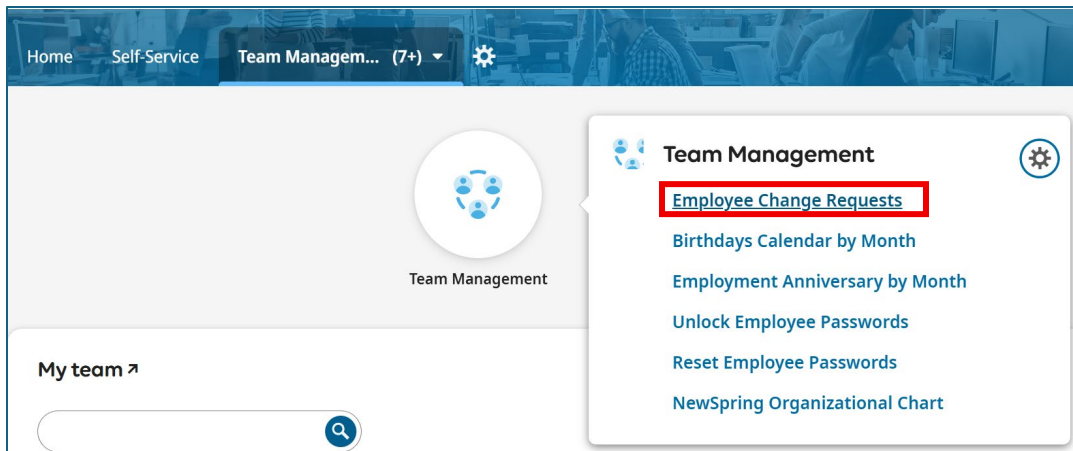 Home Self-Service Team Managem... (7+)
Team Management
Employee Change Requests
Birthdays Calendar by Month
Employment Anniversary by Month
Unlock Employee Passwords
Reset Employee Passwords
NewSpring Organizational Chart
Team Management
My team